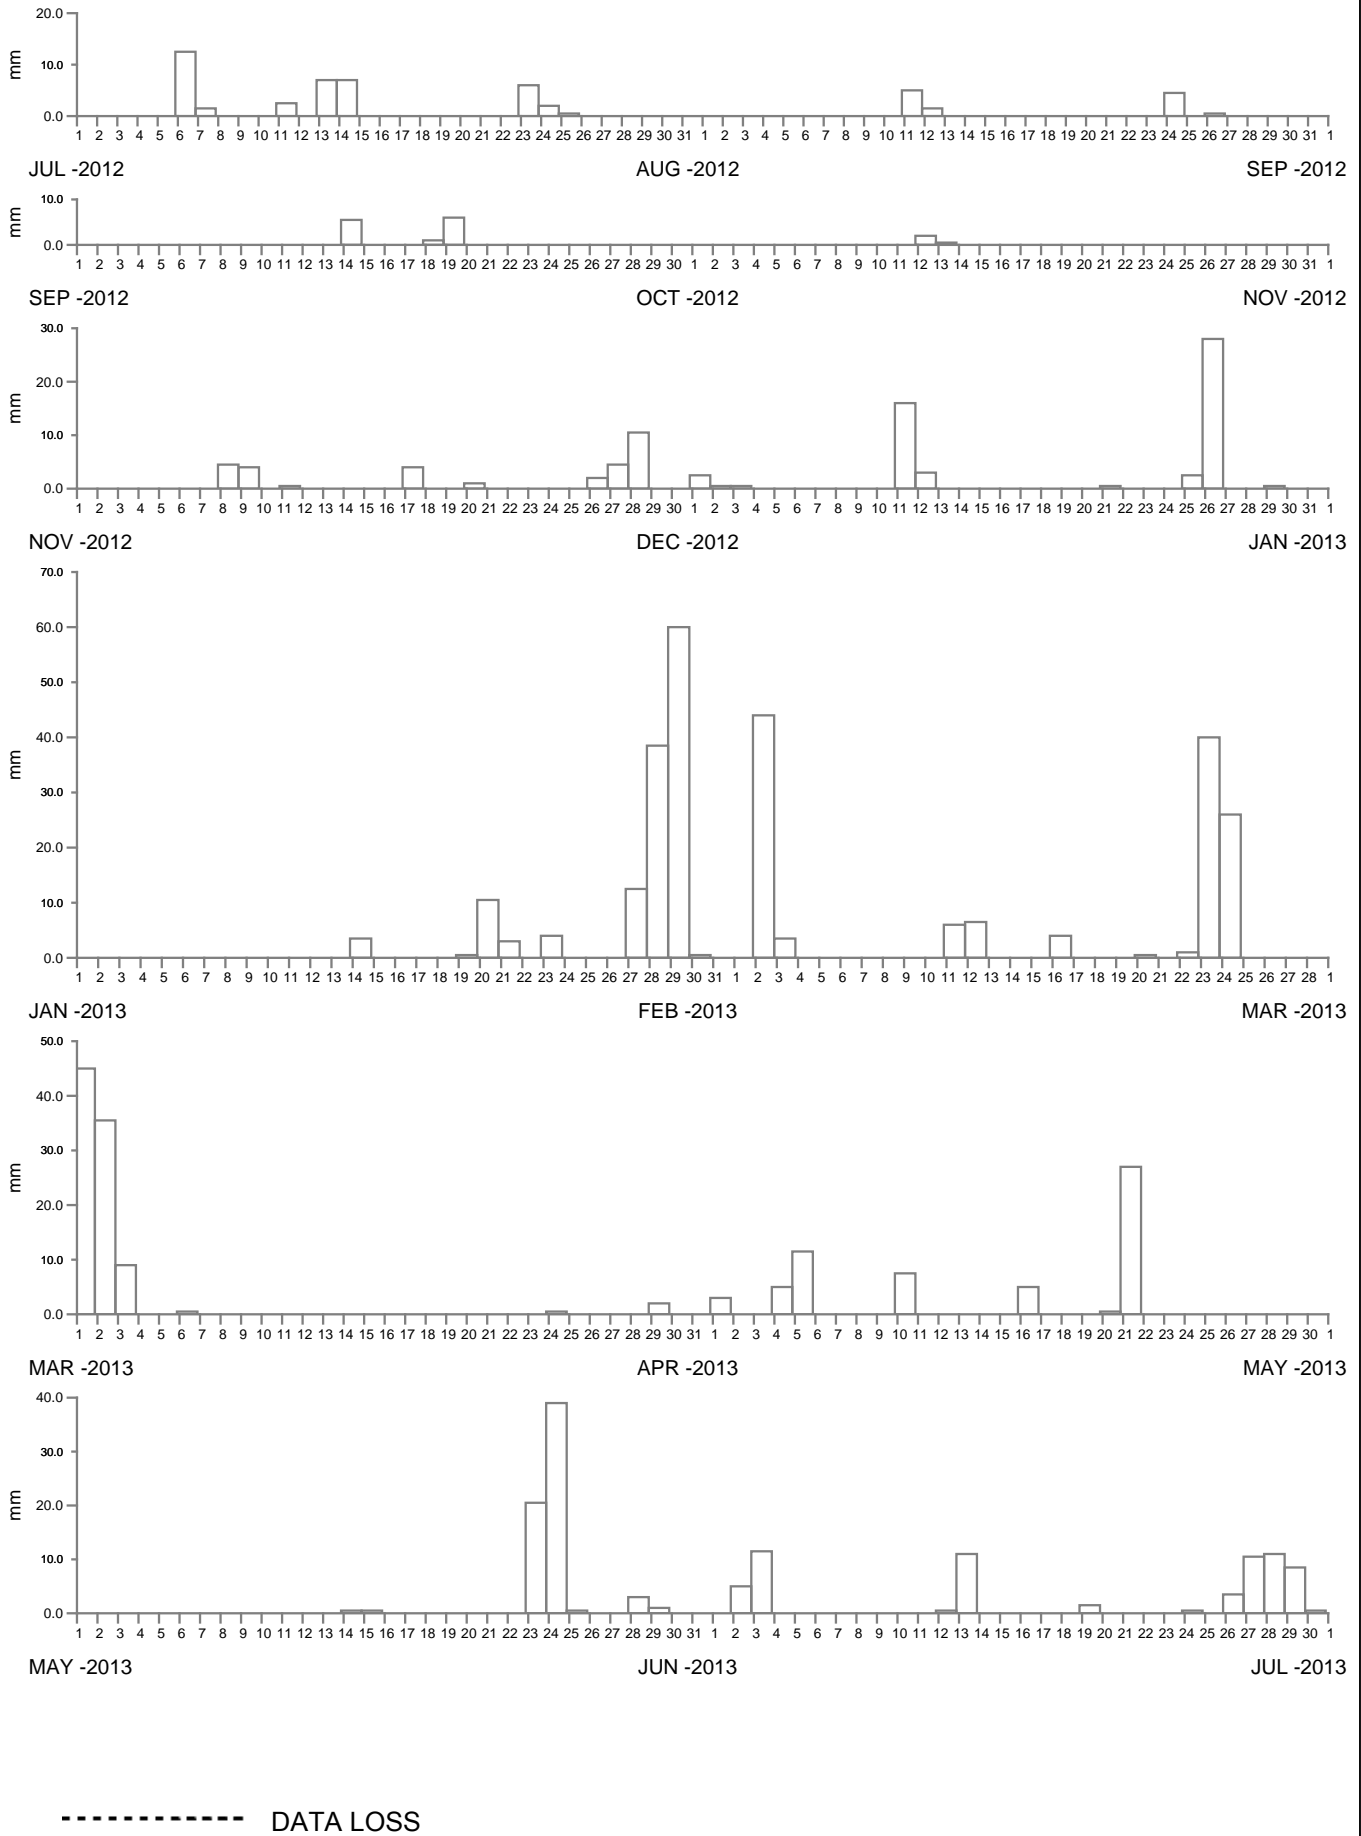 20.0
mm
10.0
0.0
1 2 3 4 5 6 7 8 9 10 11 12 13 14 15 16 17 18 19 20 21 22 23 24 25 26 27 28 29 30 31 1 2 3 4 5 6 7 8 9 10 11 12 13 14 15 16 17 18 19 20 21 22 23 24 25 26 27 28 29 30 31 1
JUL -2012 AUG -2012 SEP -2012
10.0
mm
0.0
1 2 3 4 5 6 7 8 9 10 11 12 13 14 15 16 17 18 19 20 21 22 23 24 25 26 27 28 29 30 1 2 3 4 5 6 7 8 9 10 11 12 13 14 15 16 17 18 19 20 21 22 23 24 25 26 27 28 29 30 31 1
SEP -2012 OCT -2012 NOV -2012
30.0
20.0
mm
10.0
0.0
1 2 3 4 5 6 7 8 9 10 11 12 13 14 15 16 17 18 19 20 21 22 23 24 25 26 27 28 29 30 1 2 3 4 5 6 7 8 9 10 11 12 13 14 15 16 17 18 19 20 21 22 23 24 25 26 27 28 29 30 31 1
NOV -2012 DEC -2012 JAN -2013
70.0
60.0
50.0
40.0
mm
30.0
20.0
10.0
0.0
1 2 3 4 5 6 7 8 9 10 11 12 13 14 15 16 17 18 19 20 21 22 23 24 25 26 27 28 29 30 31 1 2 3 4 5 6 7 8 9 10 11 12 13 14 15 16 17 18 19 20 21 22 23 24 25 26 27 28 1
JAN -2013 FEB -2013 MAR -2013
50.0
40.0
30.0
mm
20.0
10.0
0.0
1 2 3 4 5 6 7 8 9 10 11 12 13 14 15 16 17 18 19 20 21 22 23 24 25 26 27 28 29 30 31 1 2 3 4 5 6 7 8 9 10 11 12 13 14 15 16 17 18 19 20 21 22 23 24 25 26 27 28 29 30 1
MAR -2013 APR -2013 MAY -2013
40.0
30.0
mm
20.0
10.0
0.0
1 2 3 4 5 6 7 8 9 10 11 12 13 14 15 16 17 18 19 20 21 22 23 24 25 26 27 28 29 30 31 1 2 3 4 5 6 7 8 9 10 11 12 13 14 15 16 17 18 19 20 21 22 23 24 25 26 27 28 29 30 1
MAY -2013 JUN -2013 JUL -2013
DATA LOSS